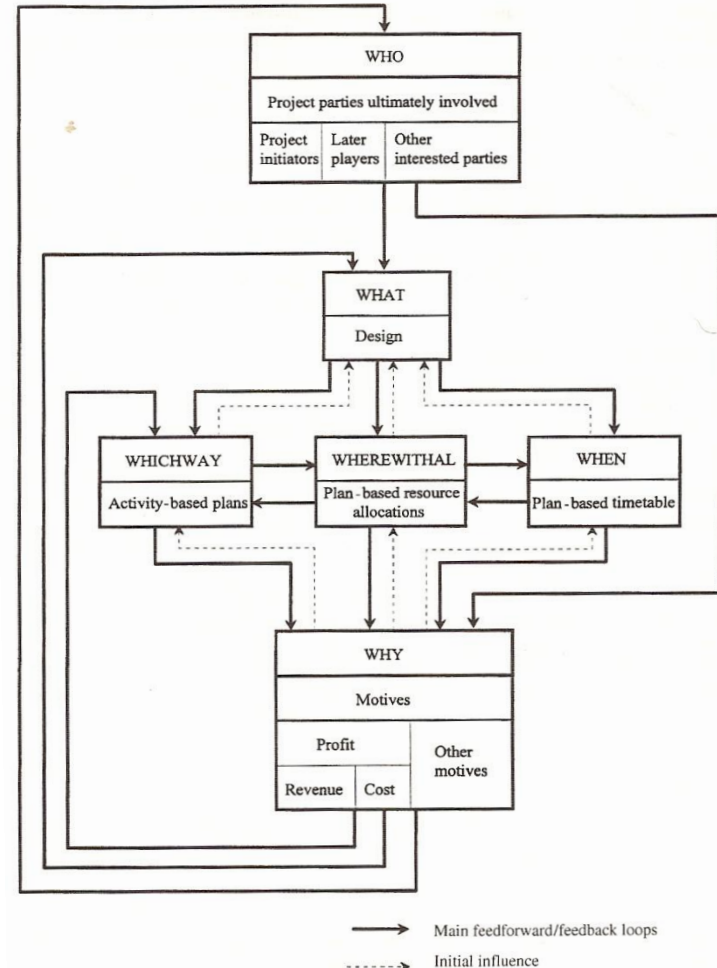 WHO
Project parties ultimately involved
Project
initiators
Later
players
Other
interested parties
WHAT
Design
WHICHWAY
Activity-based plans
WHEREWITHAL
Plan-based resource
allocations
WHEN
Plan-based timetable
WHY
Motives
Profit
Revenue
Cost
Other
motives
Main feedforward/feedback loops
Initial influence